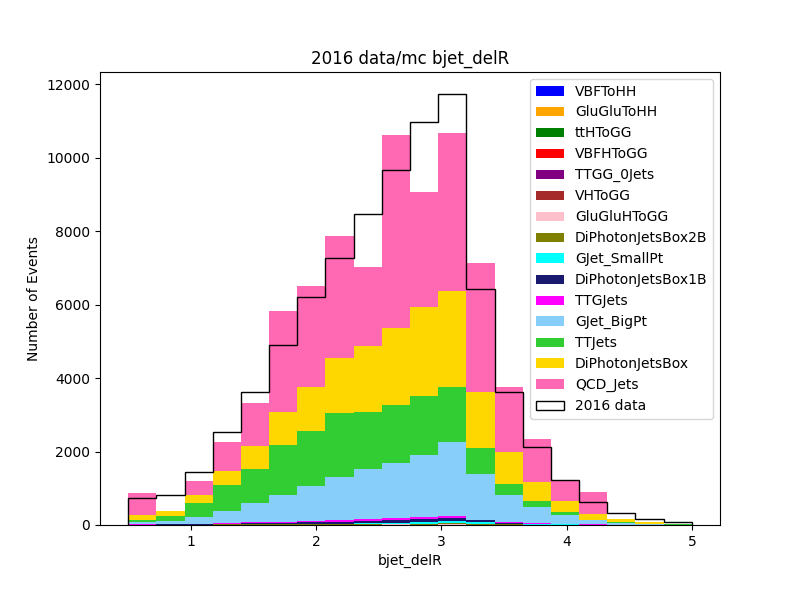 2016 data/mc bjet_delR
Number of Events
12000
10000
8000
6000
4000
2000
0
1
2
3
4
5
bjet_delR
VBFToHH
GluGluToHH
ttHToGG
VBFHToGG
TTGG_0Jets
VHToGG
GluGluHToGG
DiPhotonJetsBox2B
GJet_SmallPt
DiPhotonJetsBox1B
TTGJets
GJet_BigPt
TTJets
DiPhotonJetsBox
QCD_Jets
2016 data